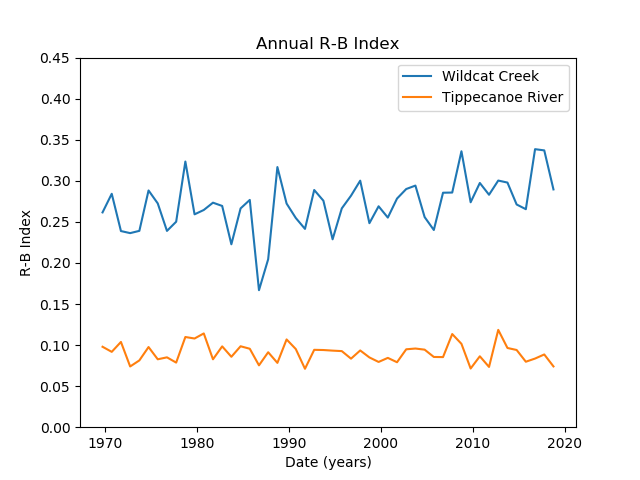 Annual R-B Index
Wildcat Creek
Tippecanoe River
0.45
0.40
0.35
0.30
0.25
0.20
0.15
0.10
0.05
0.00
R-B Index
1970 1980 1990 2000 2010 2020
Date (years)